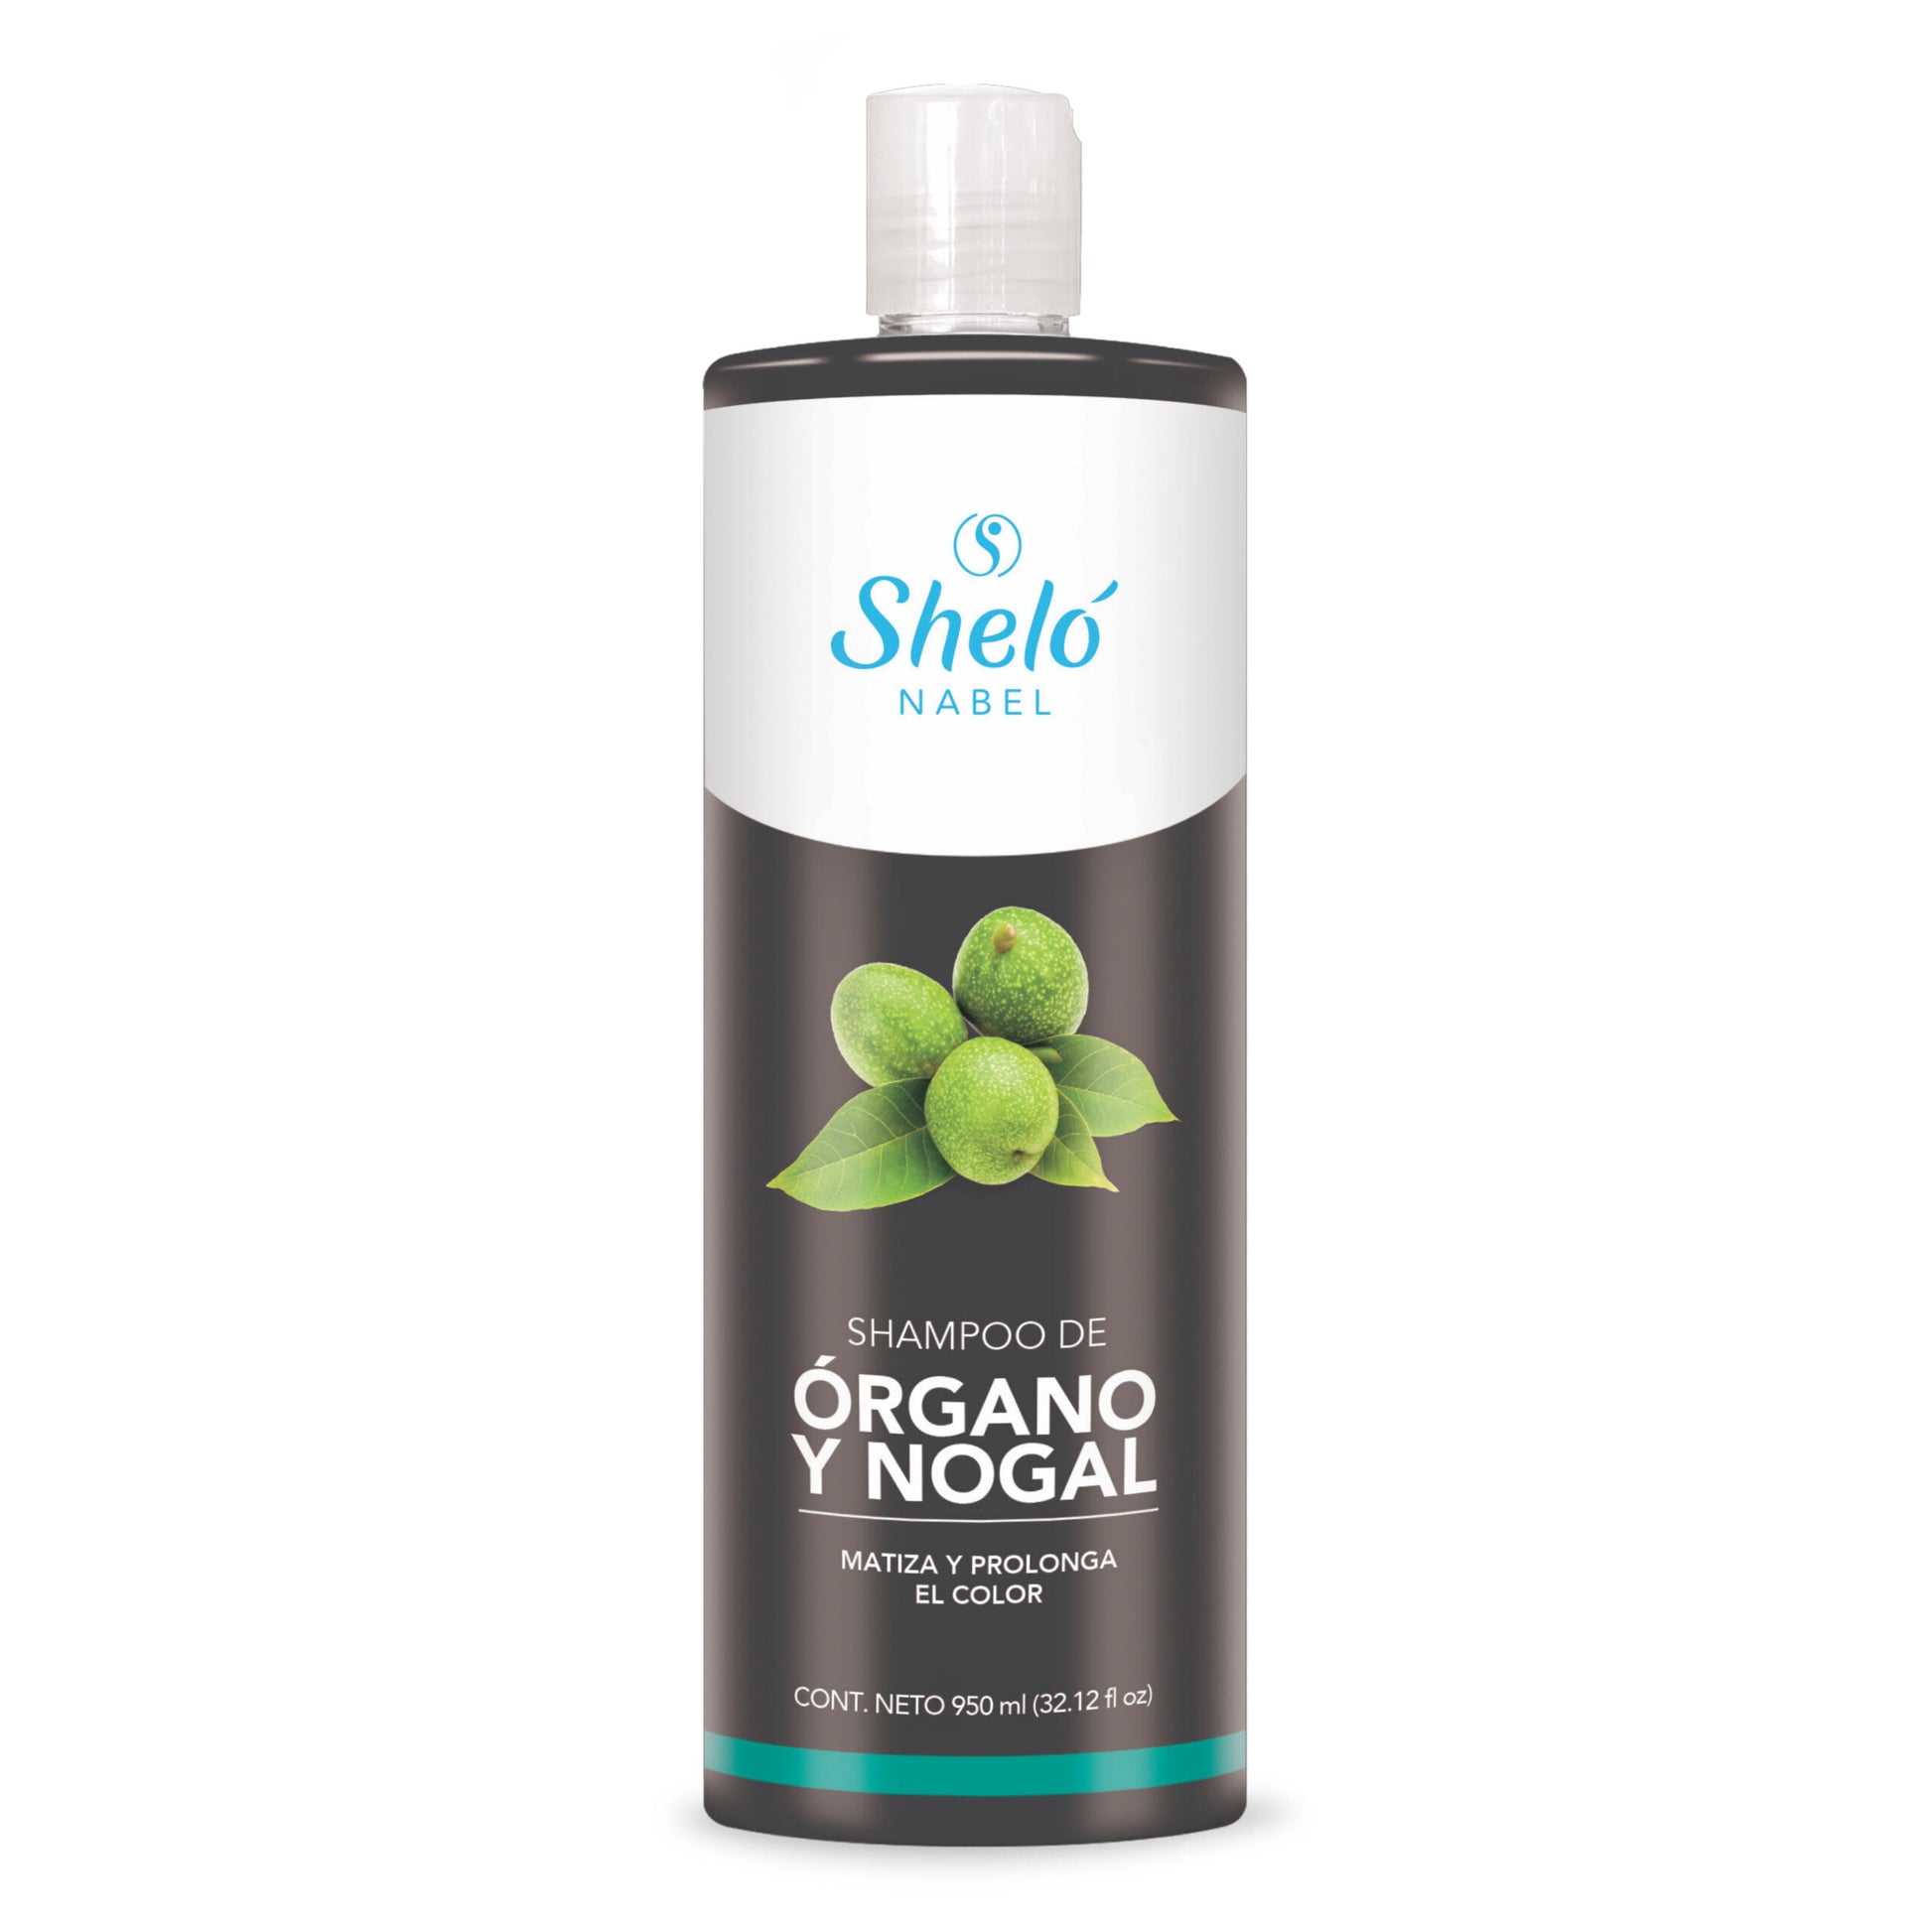 Sheló
NABEL
SHAMPOO DE
ÓRGANO
Y NOGAL
MATIZA Y PROLONGA
EL COLOR
CONT. NETO 950 ml (32.12 fl oz)